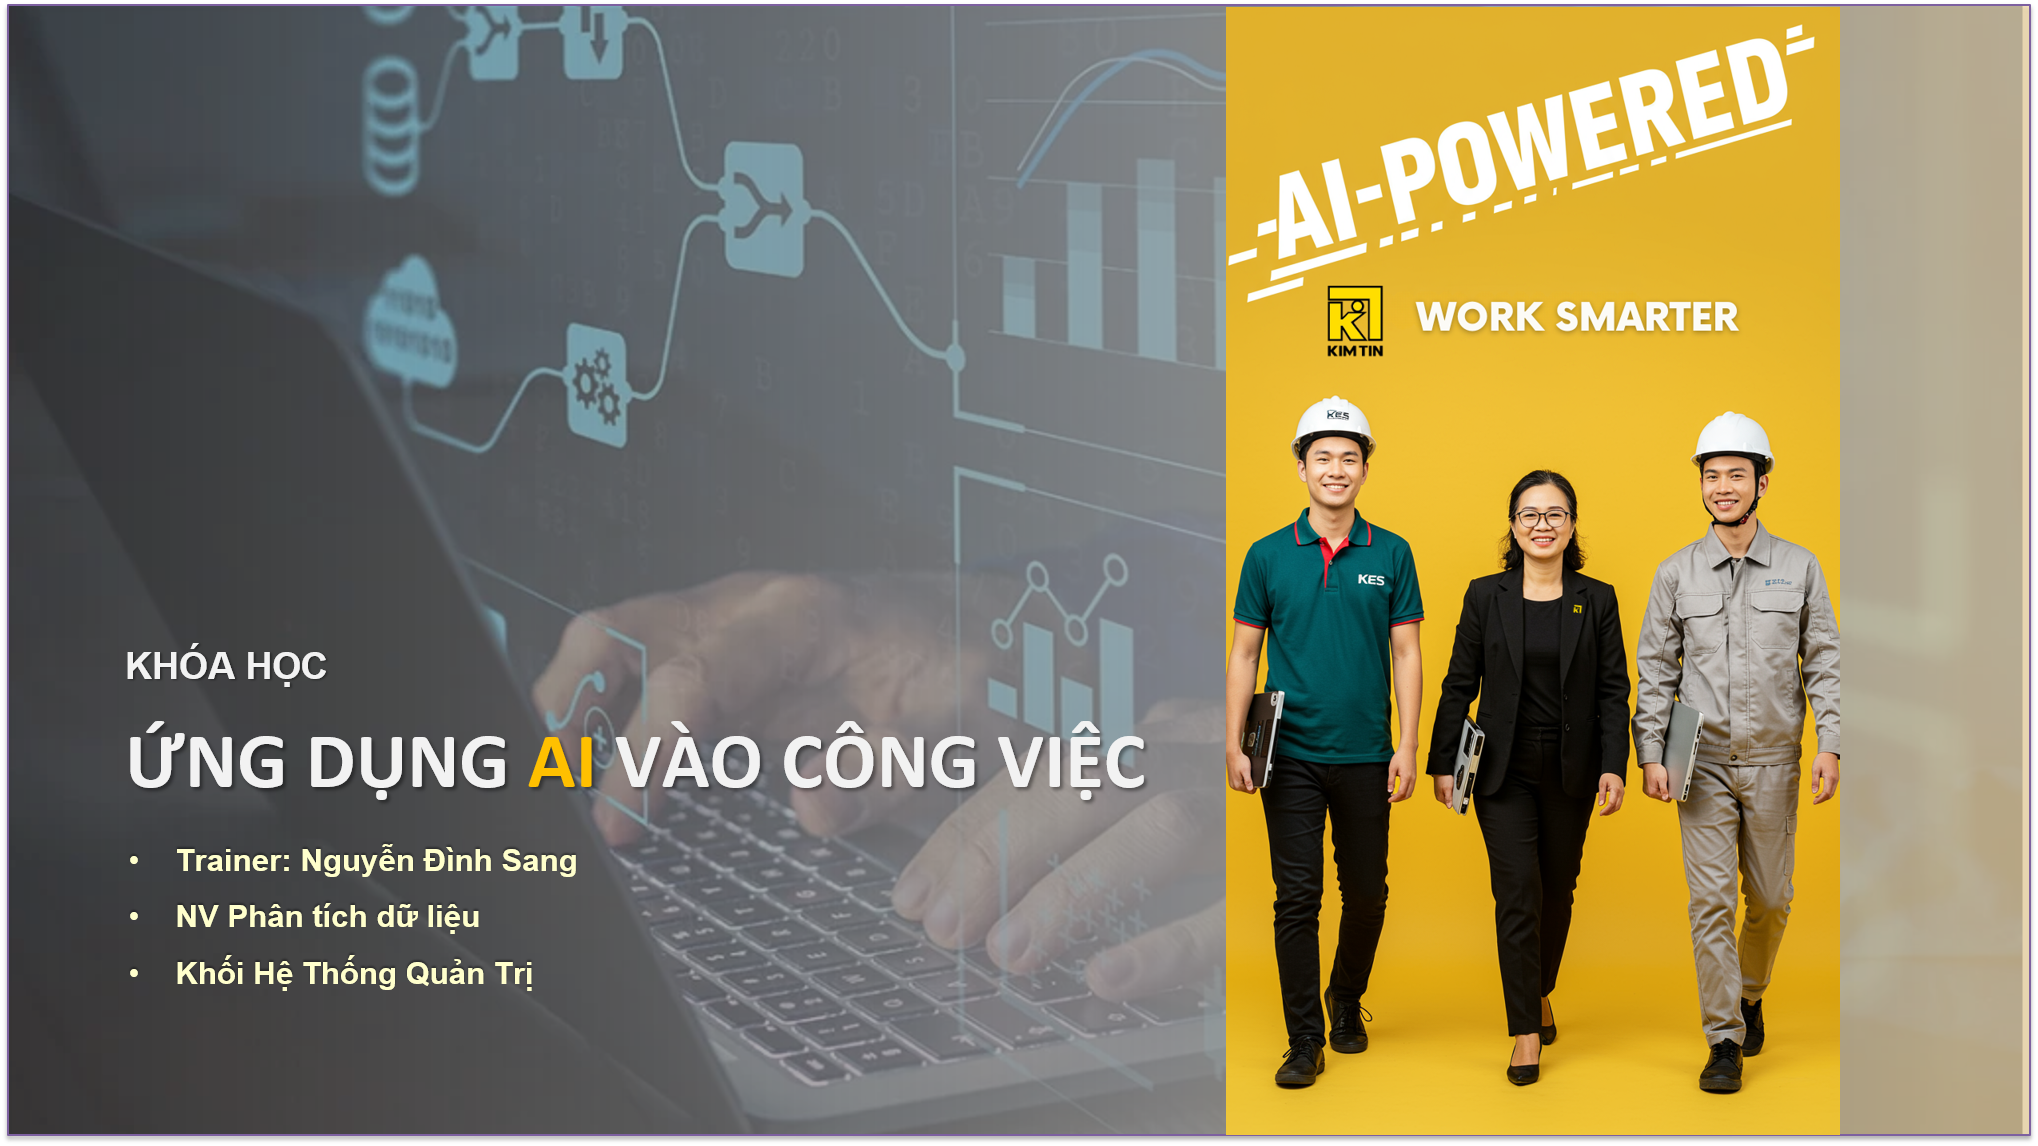 KHÓA HỌC
ỨNG DỤNG AI VÀO CÔNG VIỆC
• Trainer: Nguyễn Đình Sang
• NV Phân tích dữ liệu
• Khối Hệ Thống Quản Trị
AI-POWERED
KIM TIN
WORK SMARTER
KES
KES